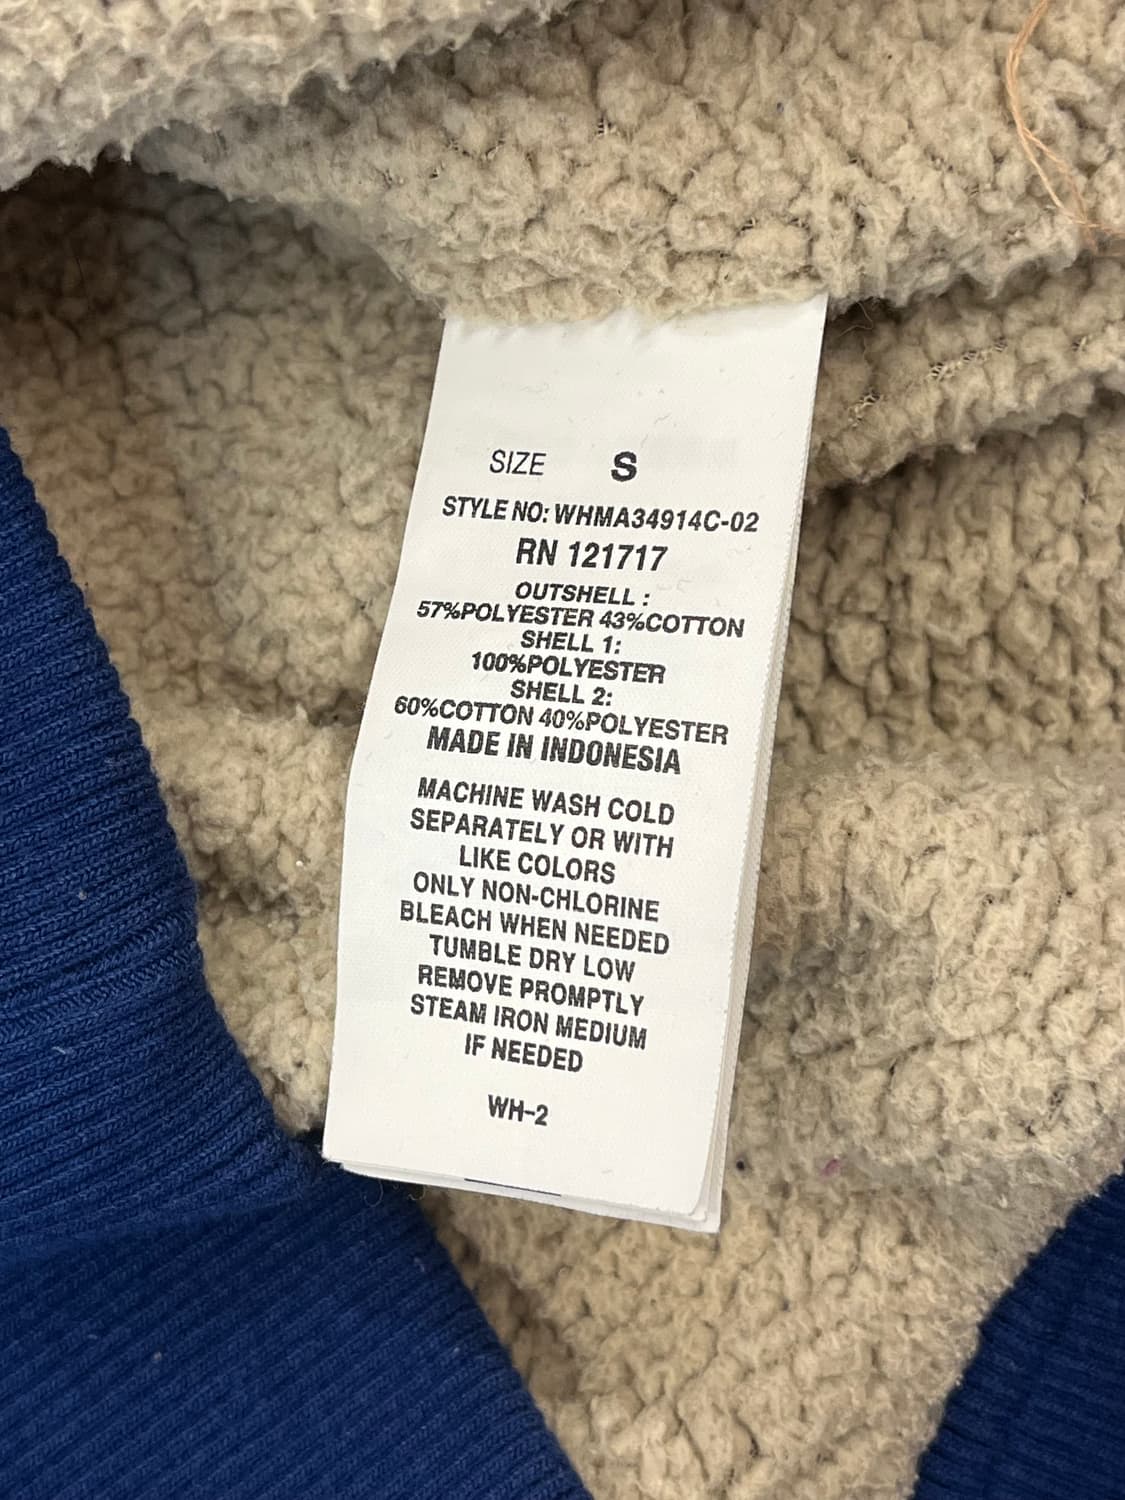 SIZE S
STYLE NO: WHMA34914C-02
RN 121717
OUTSHELL :
57%POLYESTER 43%COTTON
SHELL 1:
100%POLYESTER
SHELL 2:
60%COTTON 40%POLYESTER
MADE IN INDONESIA
MACHINE WASH COLD
SEPARATELY OR WITH
LIKE COLORS
ONLY NON-CHLORINE
BLEACH WHEN NEEDED
TUMBLE DRY LOW
REMOVE PROMPTLY
STEAM IRON MEDIUM
IF NEEDED
WH-2